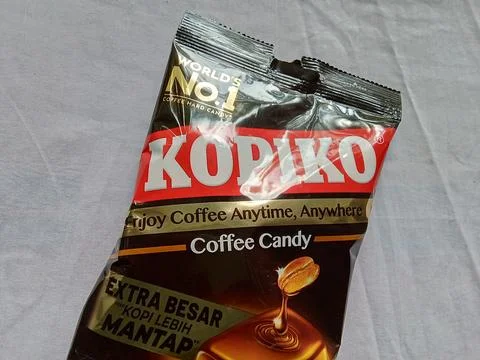 WORLD'S
No.1
COFFEE HARD CANDY*
KOPIKO®
Enjoy Coffee Anytime, Anywhere
Coffee Candy
EXTRA BESAR
"KOPI LEBIH
MANTAP"